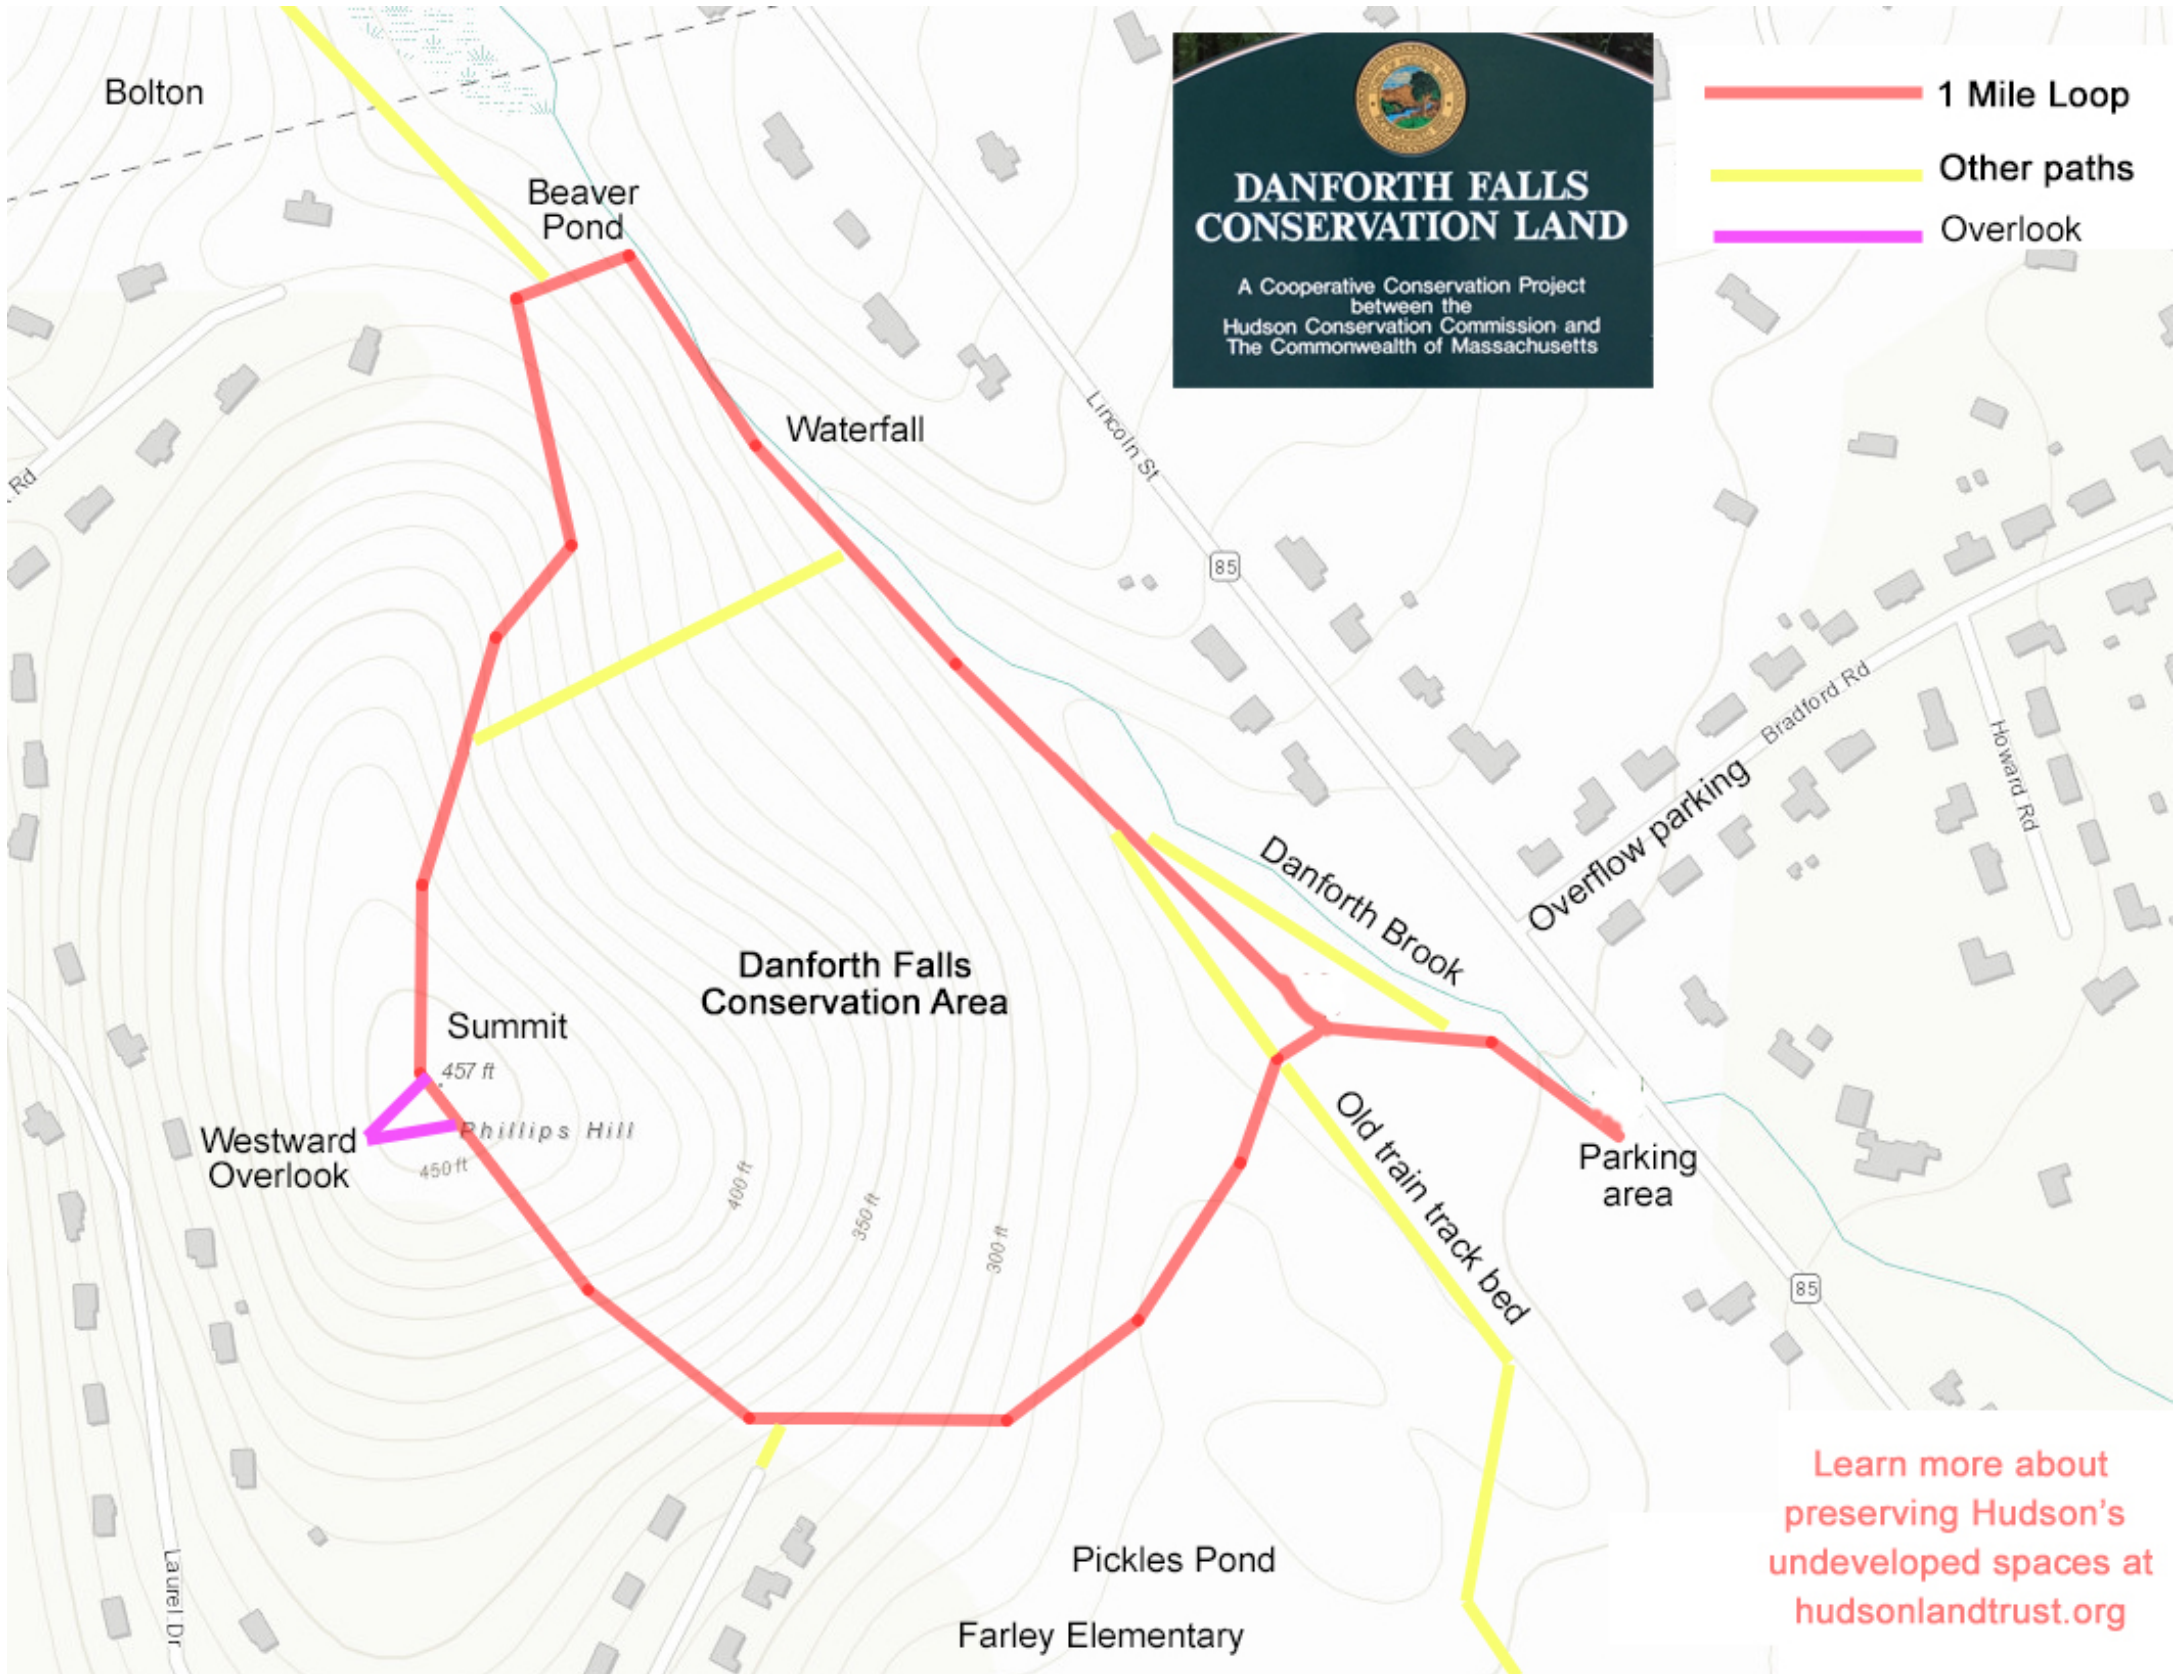 Bolton
Beaver
Pond
DANFORTH FALLS
CONSERVATION LAND
A Cooperative Conservation Project
between the
Hudson Conservation Commission and
The Commonwealth of Massachusetts
1 Mile Loop
Other paths
Overlook
Waterfall
Lincoln St
Rd
85
Bradford Rd
Howard Rd
Overflow parking
Danforth Brook
Danforth Falls
Conservation Area
Summit
457 ft
Phillips Hill
Westward
Overlook
450 ft
400 ft
350 ft
300 ft
Old train track bed
Parking
area
85
Laurel Dr
Pickles Pond
Farley Elementary
Learn more about
preserving Hudson's
undeveloped spaces at
hudsonlandtrust.org